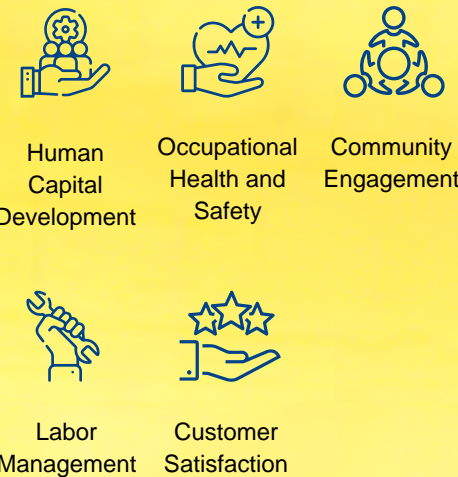 Human
Capital
Development
Occupational
Health and
Safety
Community
Engagement
Labor
Management
Customer
Satisfaction